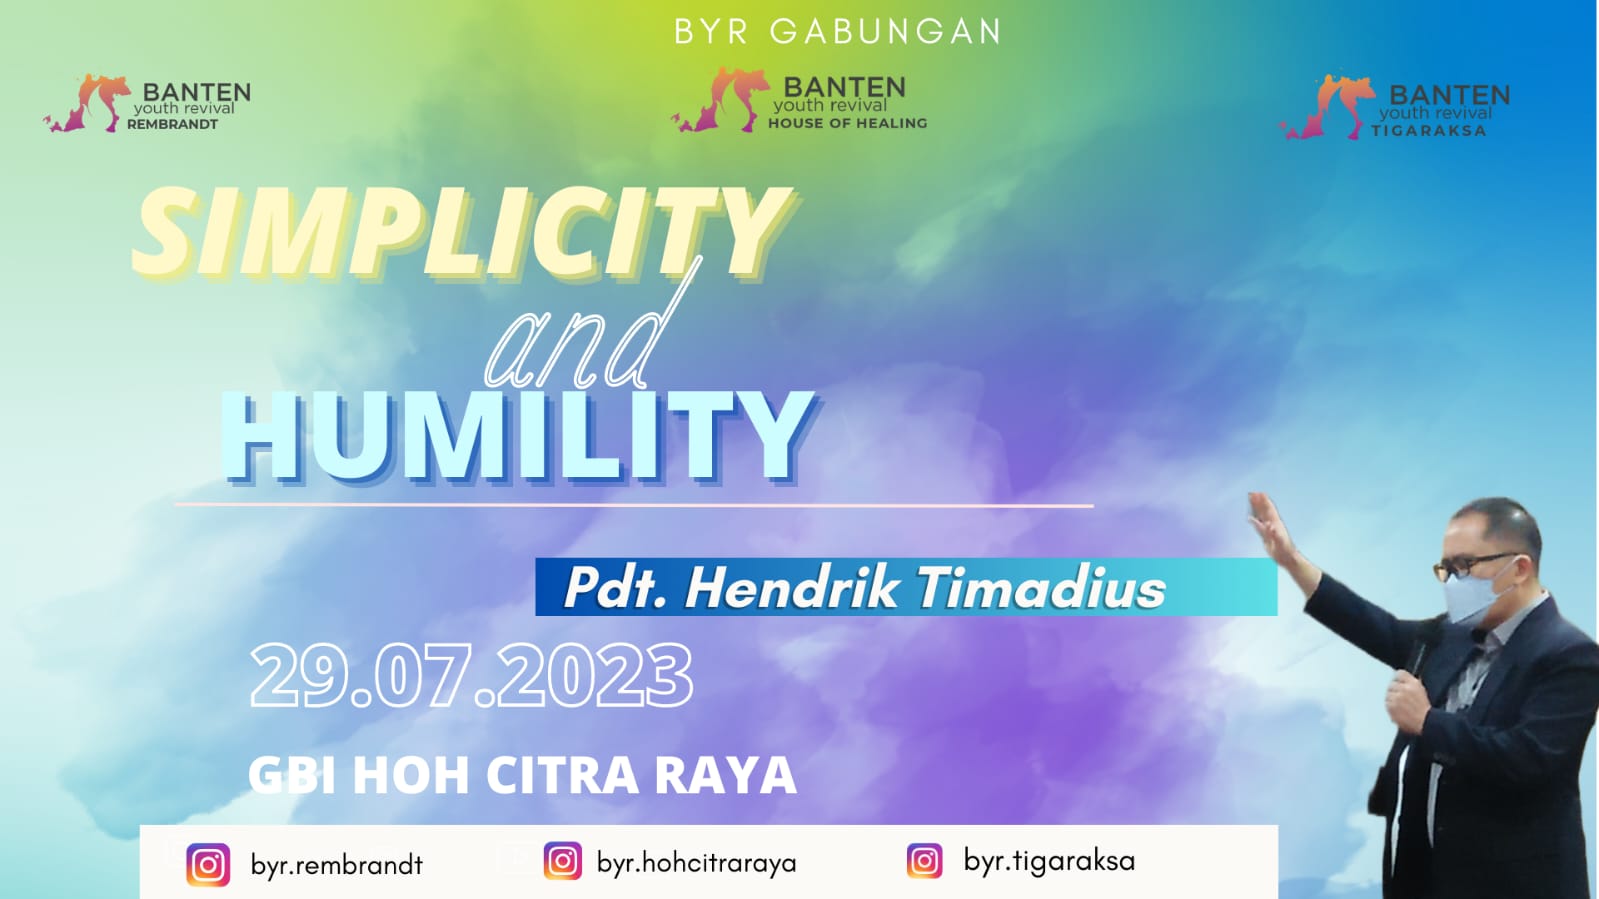 BYR GABUNGAN
BANTEN
youth revival
REMBRANDT
BANTEN
youth revival
HOUSE OF HEALING
BANTEN
youth revival
TIGARAKSA
SIMPLICITY
and
HUMILITY
Pdt. Hendrik Timadius
29.07.2023
GBI HOH CITRA RAYA
byr.rembrandt
byr.hohcitraraya
byr.tigaraksa